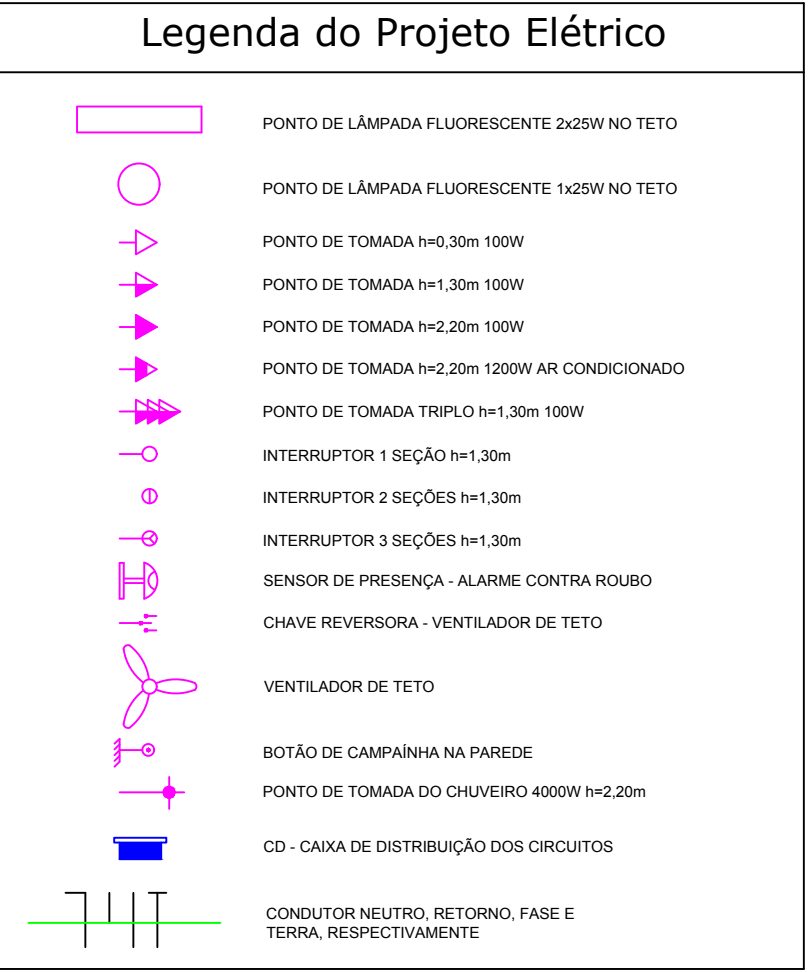 Legenda do Projeto Elétrico
PONTO DE LÂMPADA FLUORESCENTE 2x25W NO TETO
PONTO DE LÂMPADA FLUORESCENTE 1x25W NO TETO
PONTO DE TOMADA h=0,30m 100W
PONTO DE TOMADA h=1,30m 100W
PONTO DE TOMADA h=2,20m 100W
PONTO DE TOMADA h=2,20m 1200W AR CONDICIONADO
PONTO DE TOMADA TRIPLO h=1,30m 100W
INTERRUPTOR 1 SEÇÃO h=1,30m
INTERRUPTOR 2 SEÇÕES h=1,30m
INTERRUPTOR 3 SEÇÕES h=1,30m
SENSOR DE PRESENÇA - ALARME CONTRA ROUBO
CHAVE REVERSORA - VENTILADOR DE TETO
VENTILADOR DE TETO
BOTÃO DE CAMPAÍNHA NA PAREDE
PONTO DE TOMADA DO CHUVEIRO 4000W h=2,20m
CD - CAIXA DE DISTRIBUIÇÃO DOS CIRCUITOS
CONDUTOR NEUTRO, RETORNO, FASE E
TERRA, RESPECTIVAMENTE